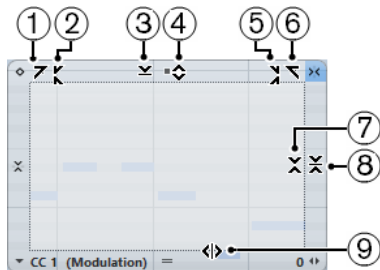 ① ② ③ ④ ⑤ ⑥
⑦
⑧
CC 1 (Modulation) 0
⑨